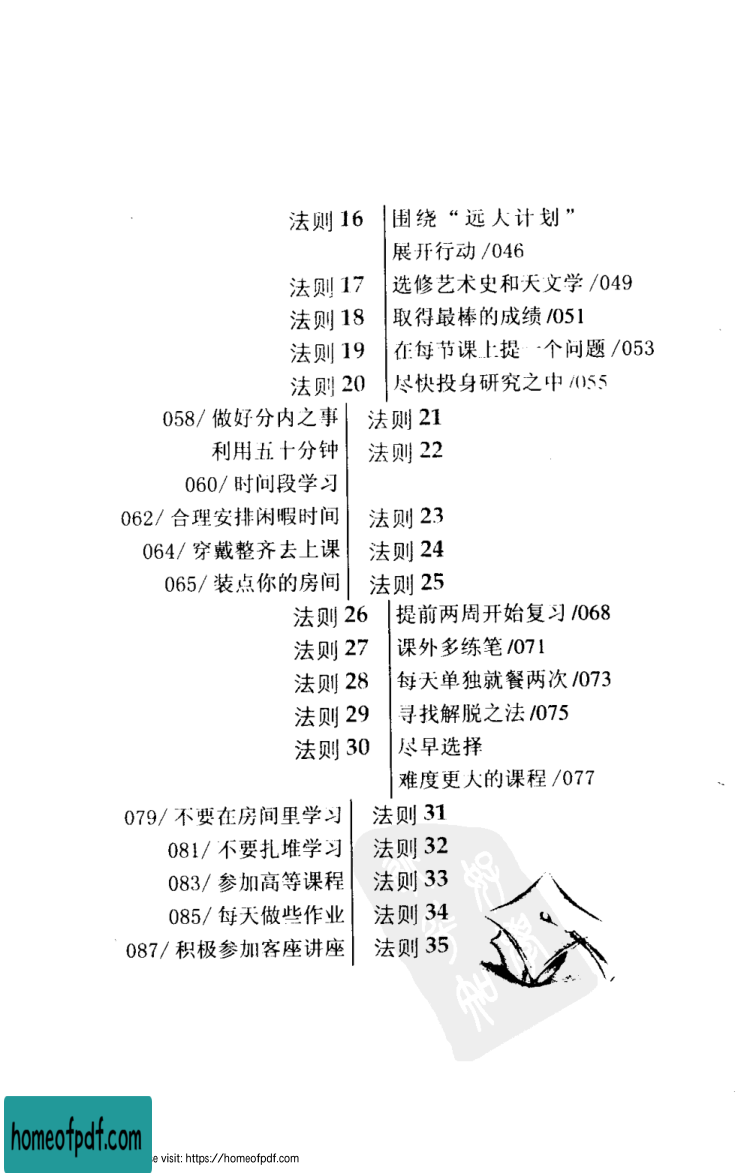 法则 16 围绕“远大计划”
展开行动 /046
法则 17 选修艺术史和天文学 /049
法则 18 取得最棒的成绩 /051
法则 19 在每节课上提一个问题 /053
法则 20 尽快投身研究之中 /055
058/ 做好分内之事 法则 21
利用五十分钟 法则 22
060/ 时间段学习
062/ 合理安排闲暇时间 法则 23
064/ 穿戴整齐去上课 法则 24
065/ 装点你的房间 法则 25
法则 26 提前两周开始复习 /068
法则 27 课外多练笔 /071
法则 28 每天单独就餐两次 /073
法则 29 寻找解脱之法 /075
法则 30 尽早选择
难度更大的课程 /077
079/ 不要在房间里学习 法则 31
081/ 不要扎堆学习 法则 32
083/ 参加高等课程 法则 33
085/ 每天做些作业 法则 34
087/ 积极参加客座讲座 法则 35
homeofpdf.com
e visit: https://homeofpdf.com